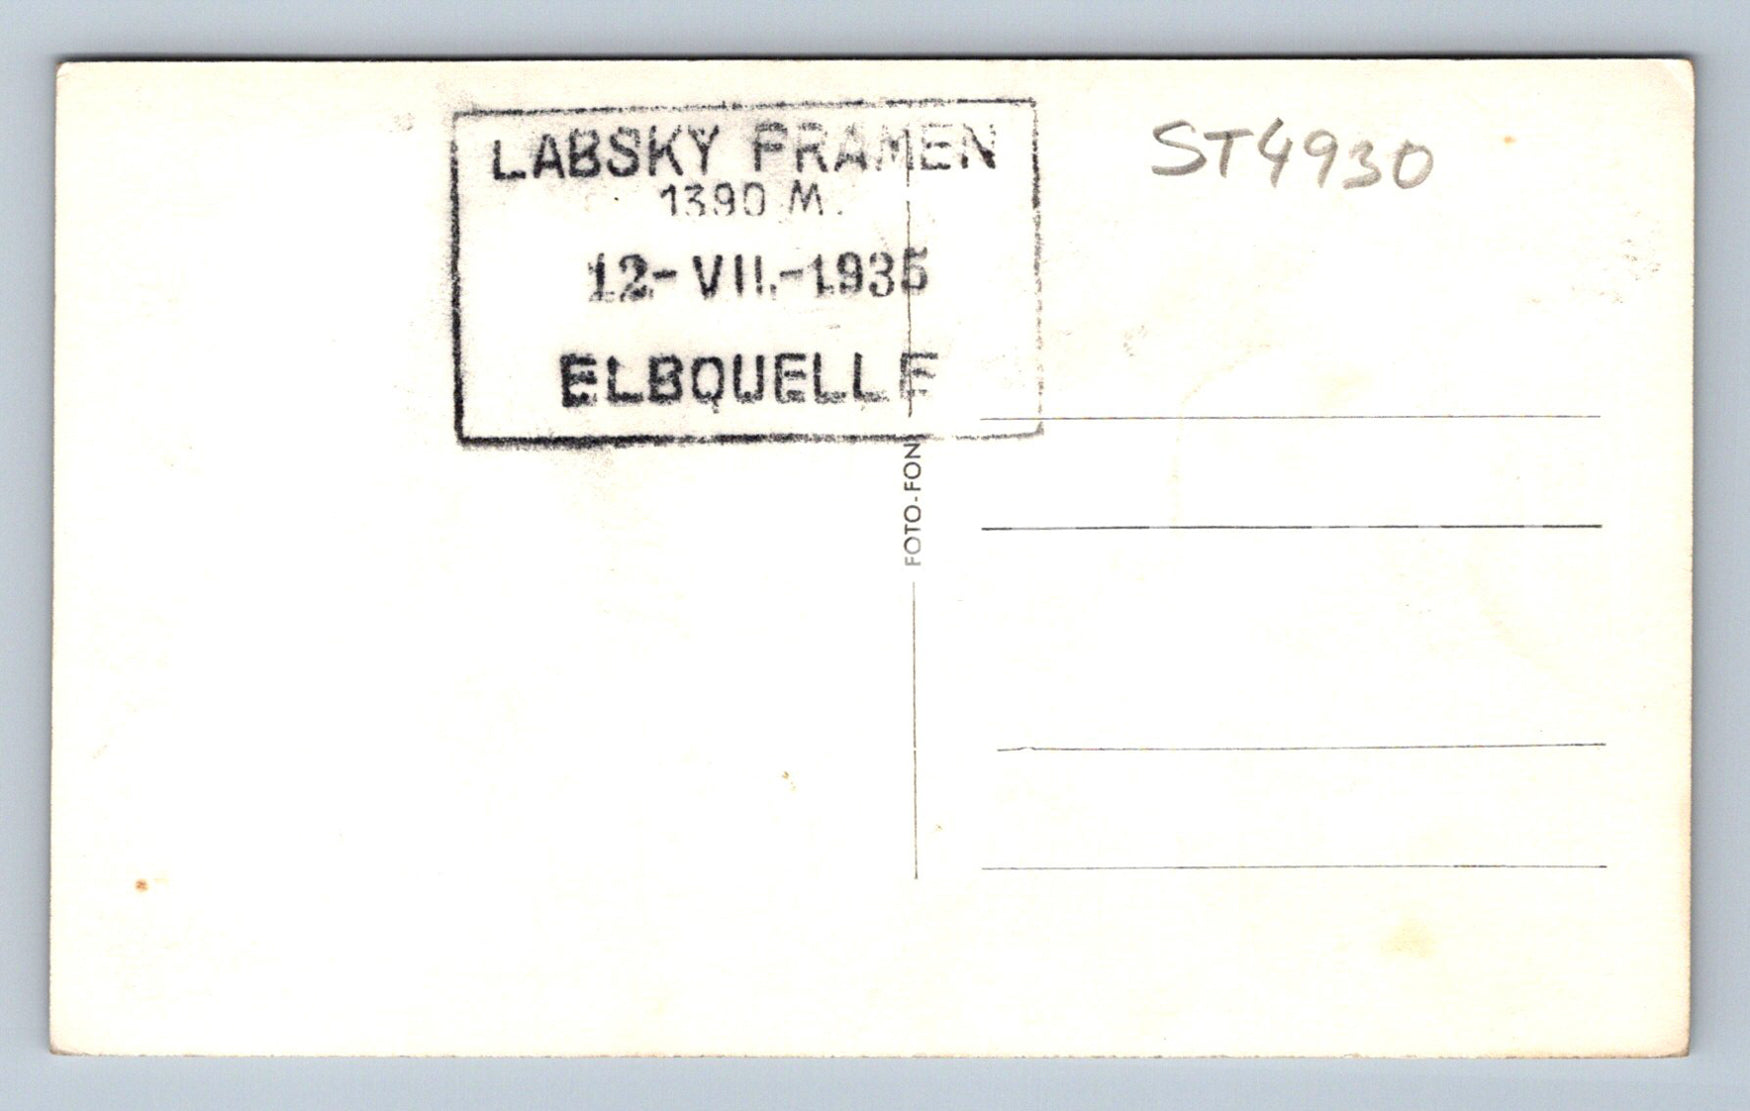 LABSKY PRAMEN
1390 M.
12-VII.-1935
ELBQUELLE
ST4930
FOTO-FON